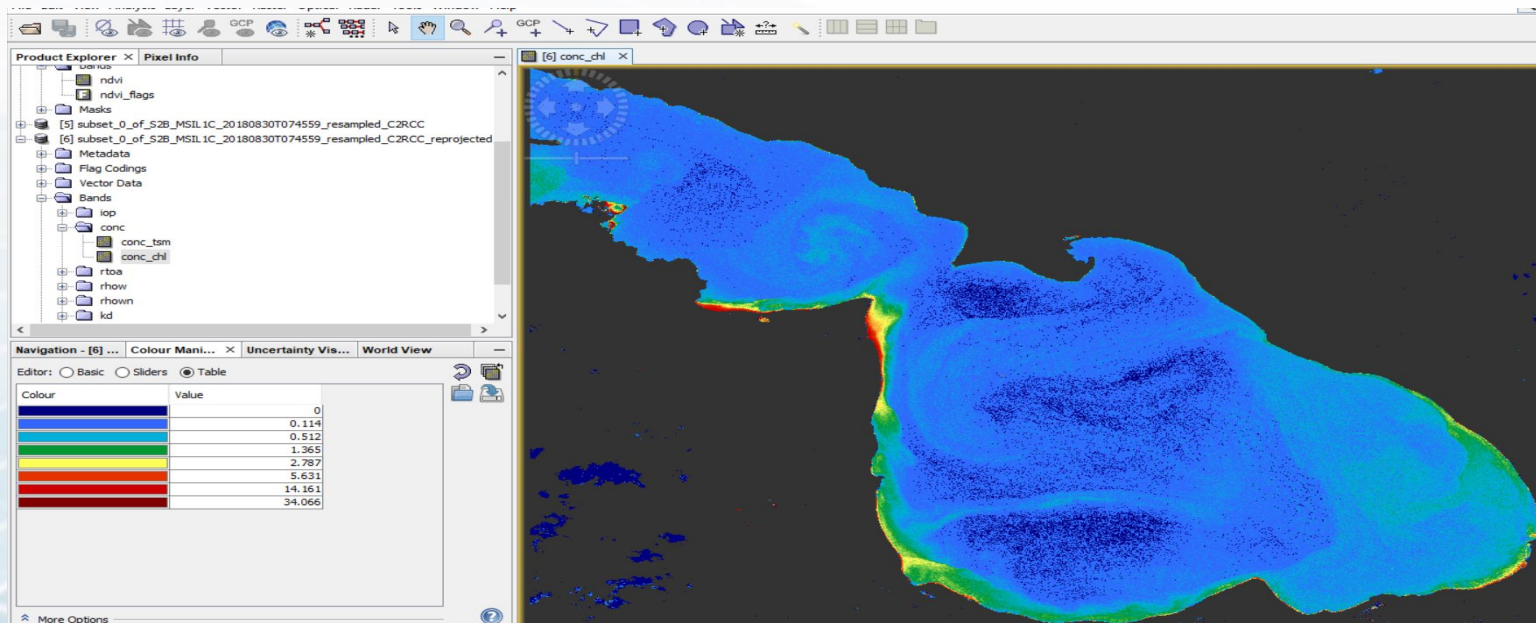 GCP GCP
Product Explorer × Pixel Info
[6] conc_chl ×
Bands
ndvi
ndvi_flags
Masks
[5] subset_0_of_S2B_MSIL1C_20180830T074559_resampled_C2RCC
[6] subset_0_of_S2B_MSIL1C_20180830T074559_resampled_C2RCC_reprojected
Metadata
Flag Codings
Vector Data
Bands
iop
conc
conc_tsm
conc_chl
rtoa
rhow
rhown
kd
Navigation - [6] ... Colour Mani... × Uncertainty Vis... World View
Editor: Basic Sliders Table
Colour Value
0
0.114
0.512
1.365
2.787
5.631
14.161
34.066
More Options